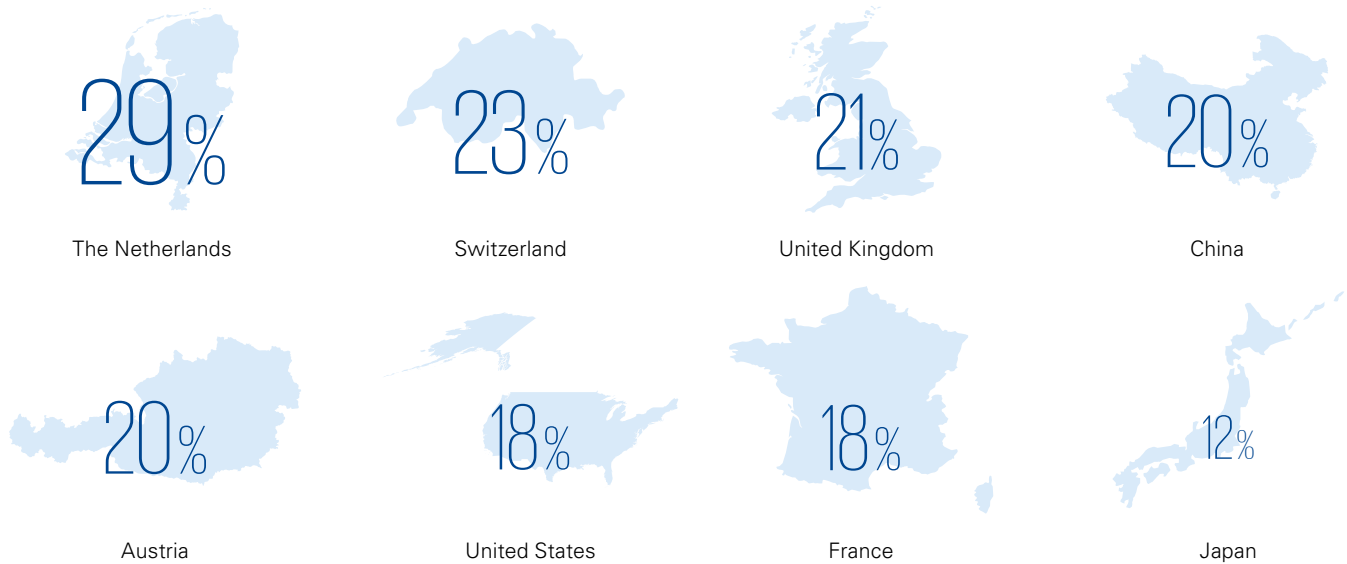 29%
23%
21%
20%
The Netherlands
Switzerland
United Kingdom
China
20%
18%
18%
12%
Austria
United States
France
Japan